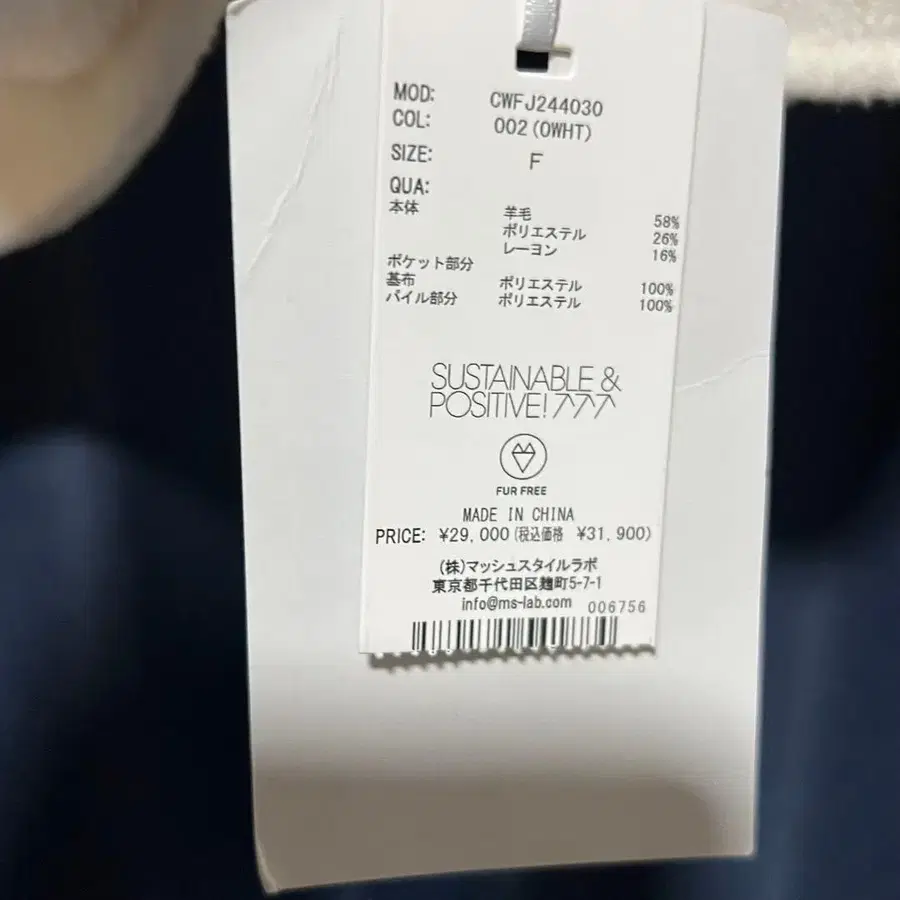 MOD: CWFJ244030
COL: 002(OWHT)
SIZE: F
QUA:
本体 羊毛 58%
ポリエステル 26%
レーヨン 16%
ポケット部分
基布 ポリエステル 100%
パイル部分 ポリエステル 100%
SUSTAINABLE &
POSITIVE!
FUR FREE
MADE IN CHINA
PRICE: ¥29,000(税込価格 ¥31,900)
(株)マッシュスタイルラボ
東京都千代田区麹町5-7-1
info@ms-lab.com 006756